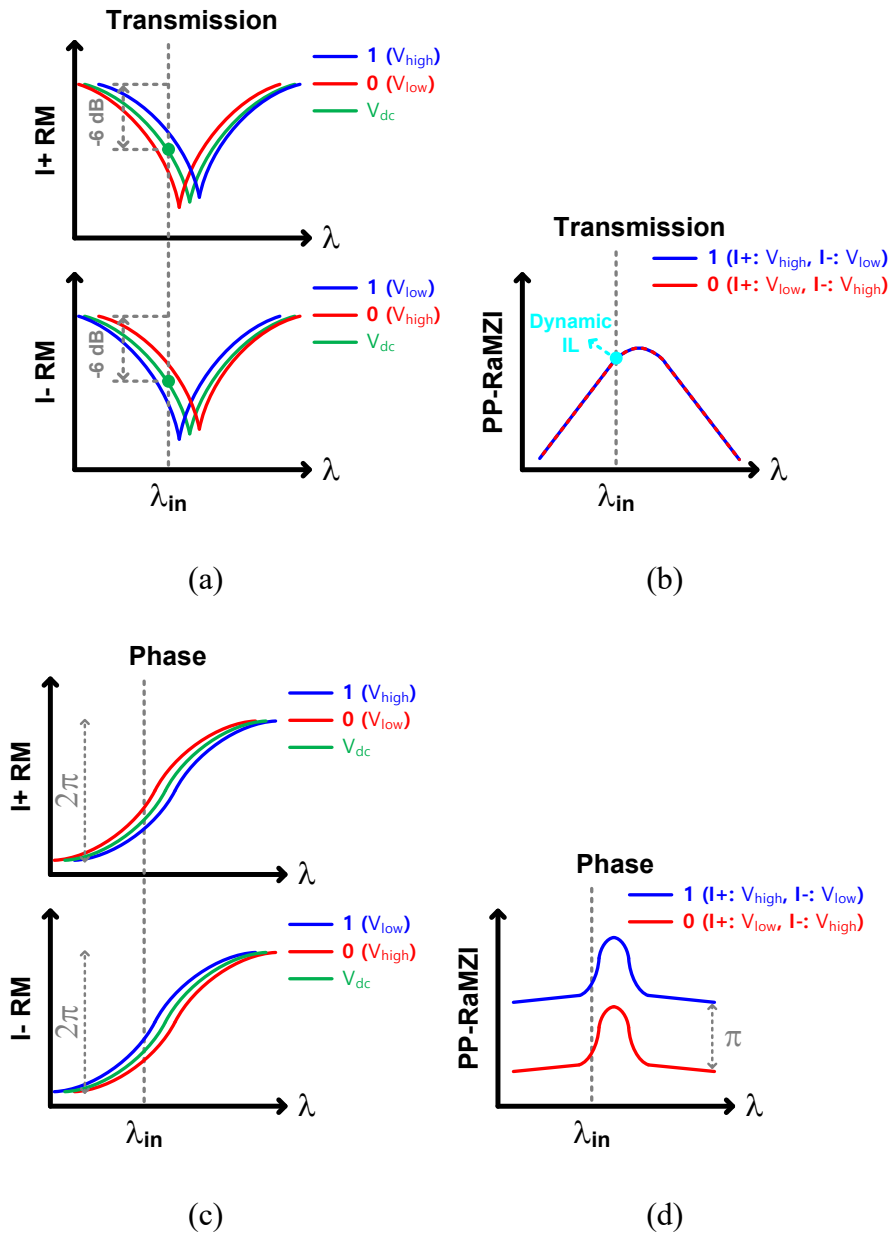 Transmission
1 (Vhigh)
0 (Vlow)
Vdc
I+ RM
-6 dB
λ
1 (Vlow)
0 (Vhigh)
Vdc
I- RM
-6 dB
λ
λin
(a)
Transmission
1 (I+: Vhigh, I-: Vlow)
0 (I+: Vlow, I-: Vhigh)
Dynamic
IL
PP-RaMZI
λ
λin
(b)
Phase
1 (Vhigh)
0 (Vlow)
Vdc
I+ RM
2π
λ
1 (Vlow)
0 (Vhigh)
Vdc
I- RM
2π
λ
λin
(c)
Phase
1 (I+: Vhigh, I-: Vlow)
0 (I+: Vlow, I-: Vhigh)
PP-RaMZI
π
λ
λin
(d)